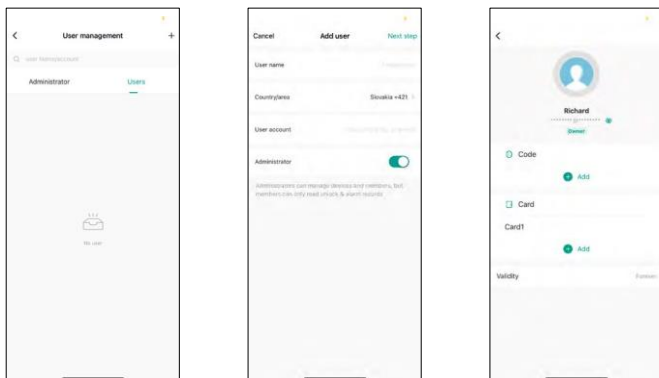 User management
+
Administrator
Users
No user
Cancel
Add user
Next step
User name
Country/area
Slovakia +421
User account
Administrator
Administrators can manage devices and members, but
members can only read unlock & alarm records
Richard
Owner
Code
Add
Card
Card1
Add
Validity
Forever